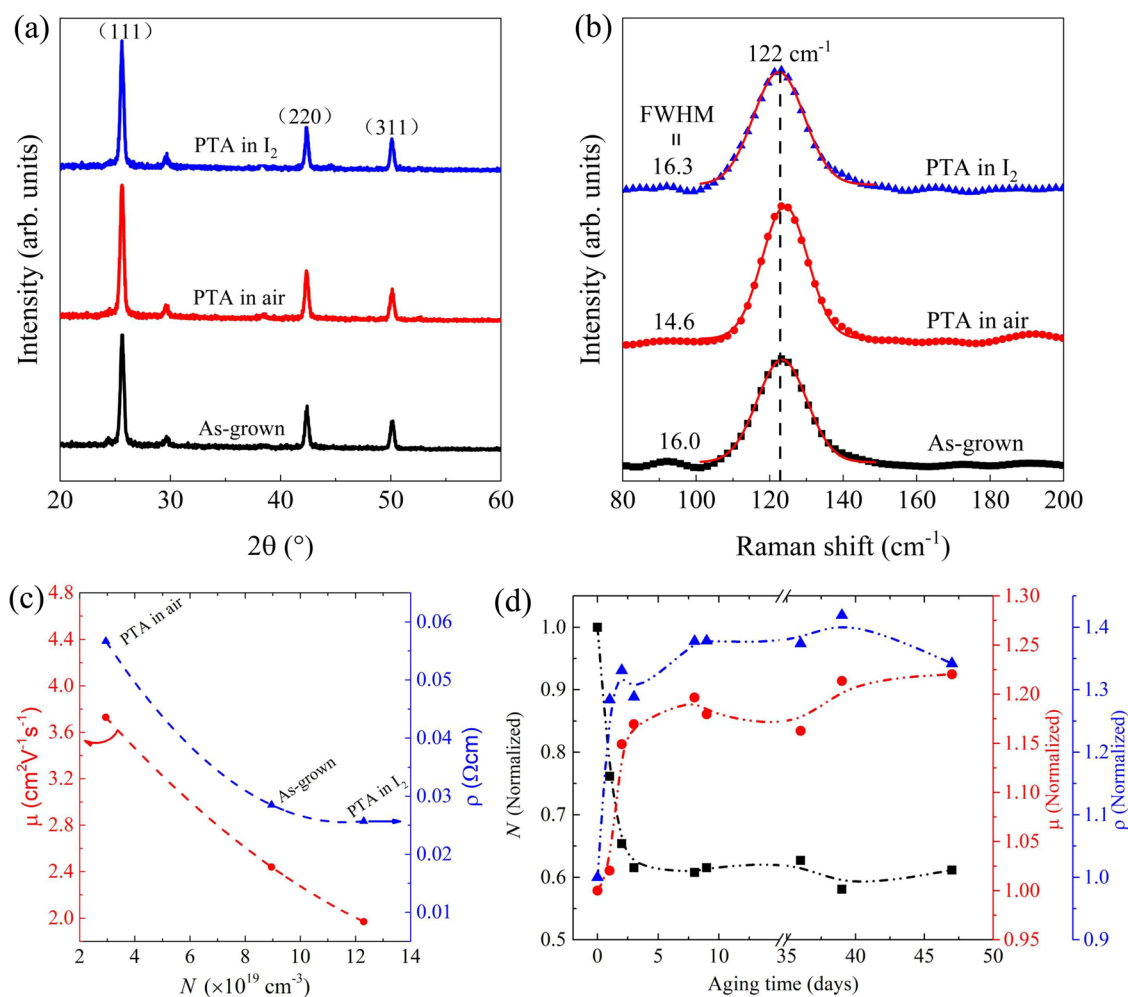 (a)
（111）
（220）
（311）
PTA in I₂
PTA in air
As-grown
Intensity (arb. units)
20 30 40 50 60
2θ (°)
(b)
122 cm⁻¹
FWHM
=
16.3
PTA in I₂
14.6
PTA in air
16.0
As-grown
Intensity (arb. units)
80 100 120 140 160 180 200
Raman shift (cm⁻¹)
(c)
4.8
4.4
4.0
3.6
3.2
2.8
2.4
2.0
μ (cm²V⁻¹s⁻¹)
PTA in air
As-grown
PTA in I₂
0.06
0.05
0.04
0.03
0.02
0.01
ρ (Ωcm)
2 4 6 8 10 12 14
N (×10¹⁹ cm⁻³)
(d)
1.0
0.9
0.8
0.7
0.6
0.5
N (Normalized)
1.30
1.25
1.20
1.15
1.10
1.05
1.00
0.95
μ (Normalized)
1.4
1.3
1.2
1.1
1.0
0.9
ρ (Normalized)
0 5 10 35 40 45 50
Aging time (days)